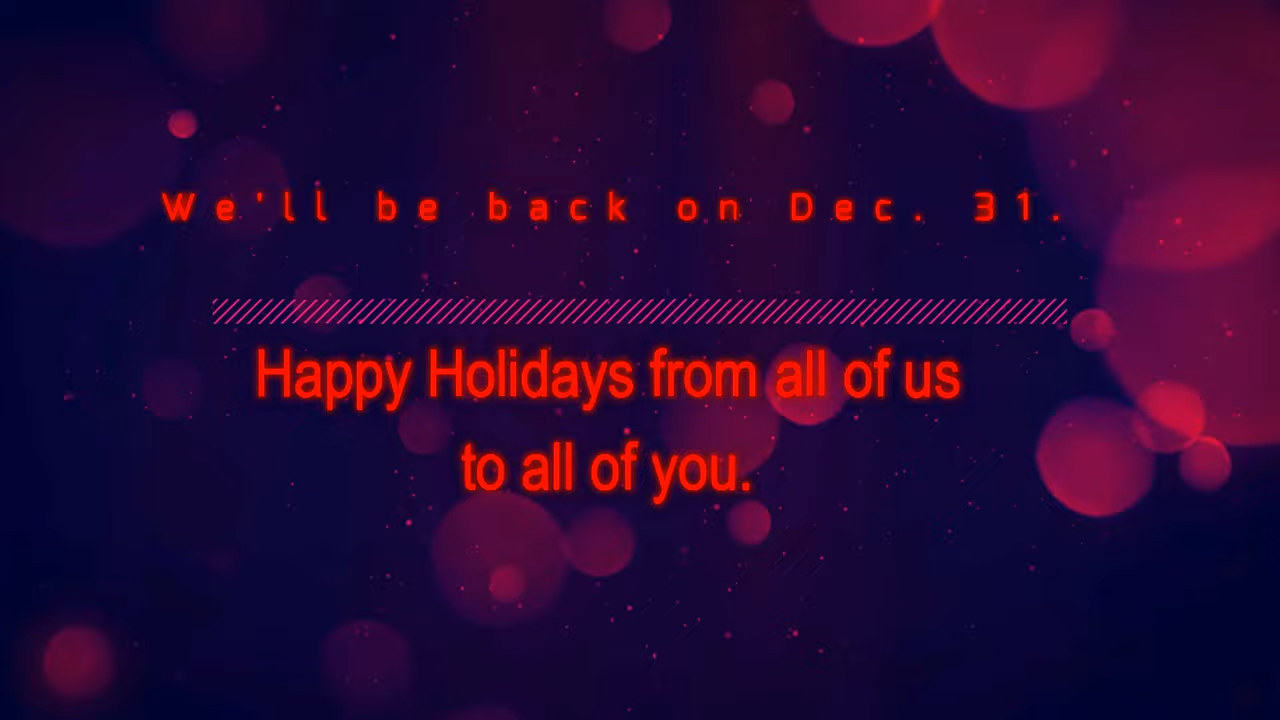 We'll be back on Dec. 31.
Happy Holidays from all of us
to all of you.